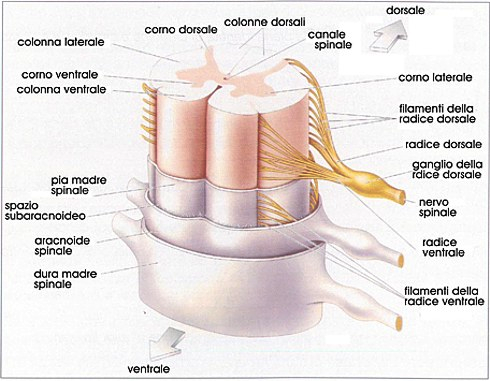 dorsale
corno dorsale
colonne dorsali
colonna laterale
canale
spinale
corno ventrale
colonna ventrale
corno laterale
filamenti della
radice dorsale
radice dorsale
ganglio della
rdice dorsale
pia madre
spinale
spazio
subaracnoideo
nervo
spinale
aracnoide
spinale
radice
ventrale
dura madre
spinale
filamenti della
radice ventrale
ventrale